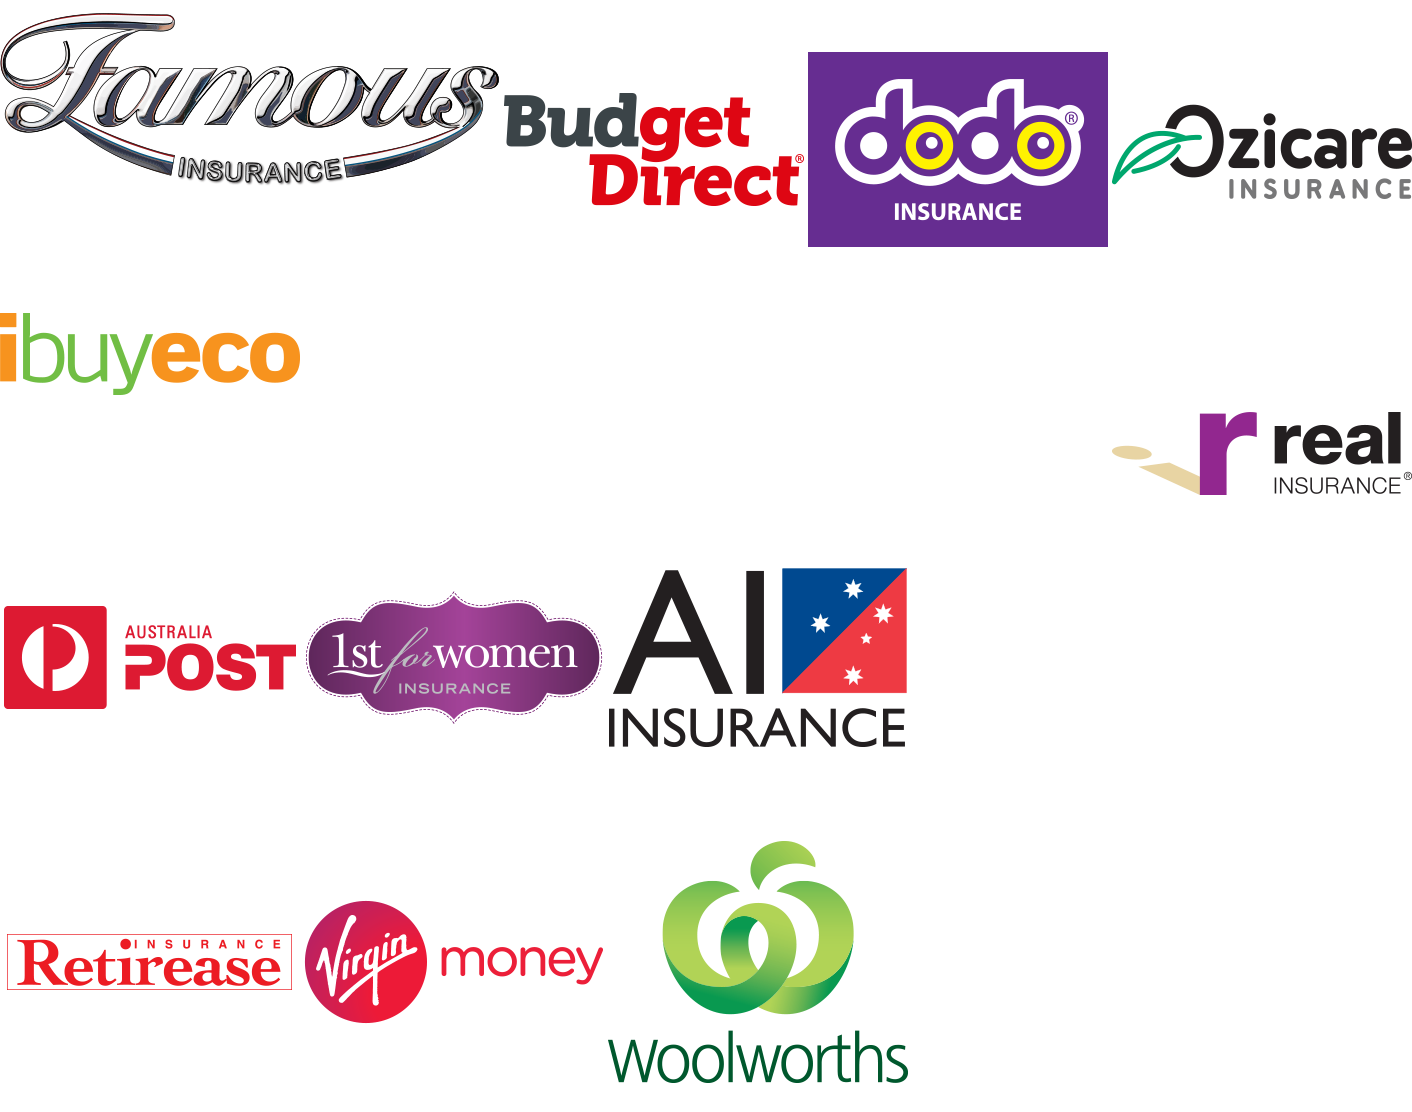 Famous
INSURANCE
Budget
Direct®
dodo®
INSURANCE
Ozicare
INSURANCE
ibuyeco
r real
INSURANCE®
AUSTRALIA
POST
1st for women
INSURANCE
AI
INSURANCE
INSURANCE
Retirease
Virgin money
Woolworths